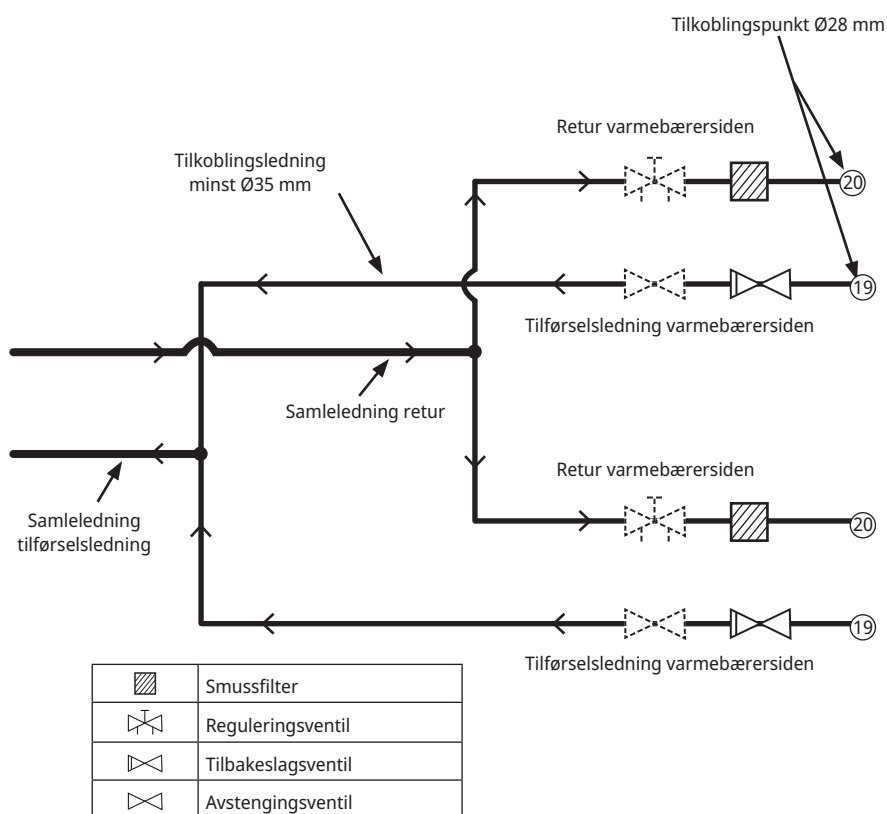 Tilkoblingspunkt Ø28 mm
Retur varmebærersiden
Tilkoblingsledning
minst Ø35 mm
20
19
Tilførselsledning varmebærersiden
Samleledning retur
Retur varmebærersiden
Samleledning
tilførselsledning
20
19
Tilførselsledning varmebærersiden
Smussfilter
Reguleringsventil
Tilbakeslagsventil
Avstengingsventil